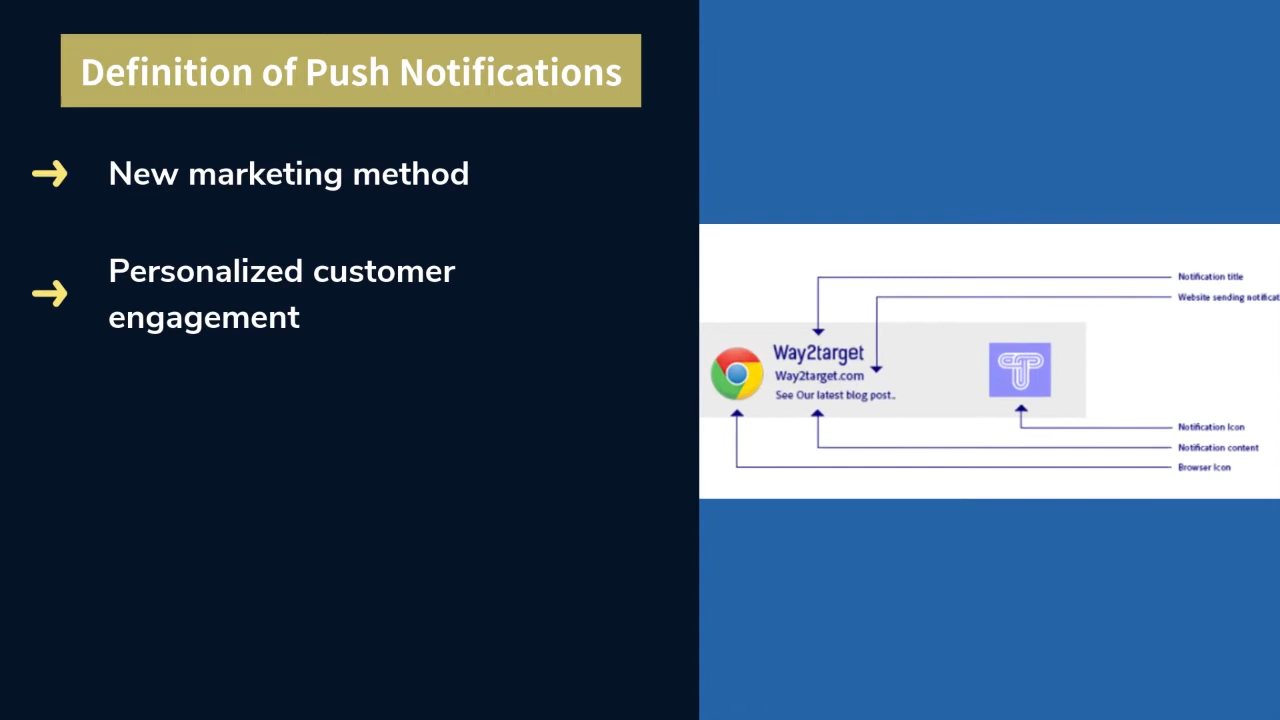 Definition of Push Notifications
New marketing method
Personalized customer
engagement
Notification title
Website sending notificat
Way2target
Way2target.com
See Our latest blog post..
Notification Icon
Notification content
Browser Icon